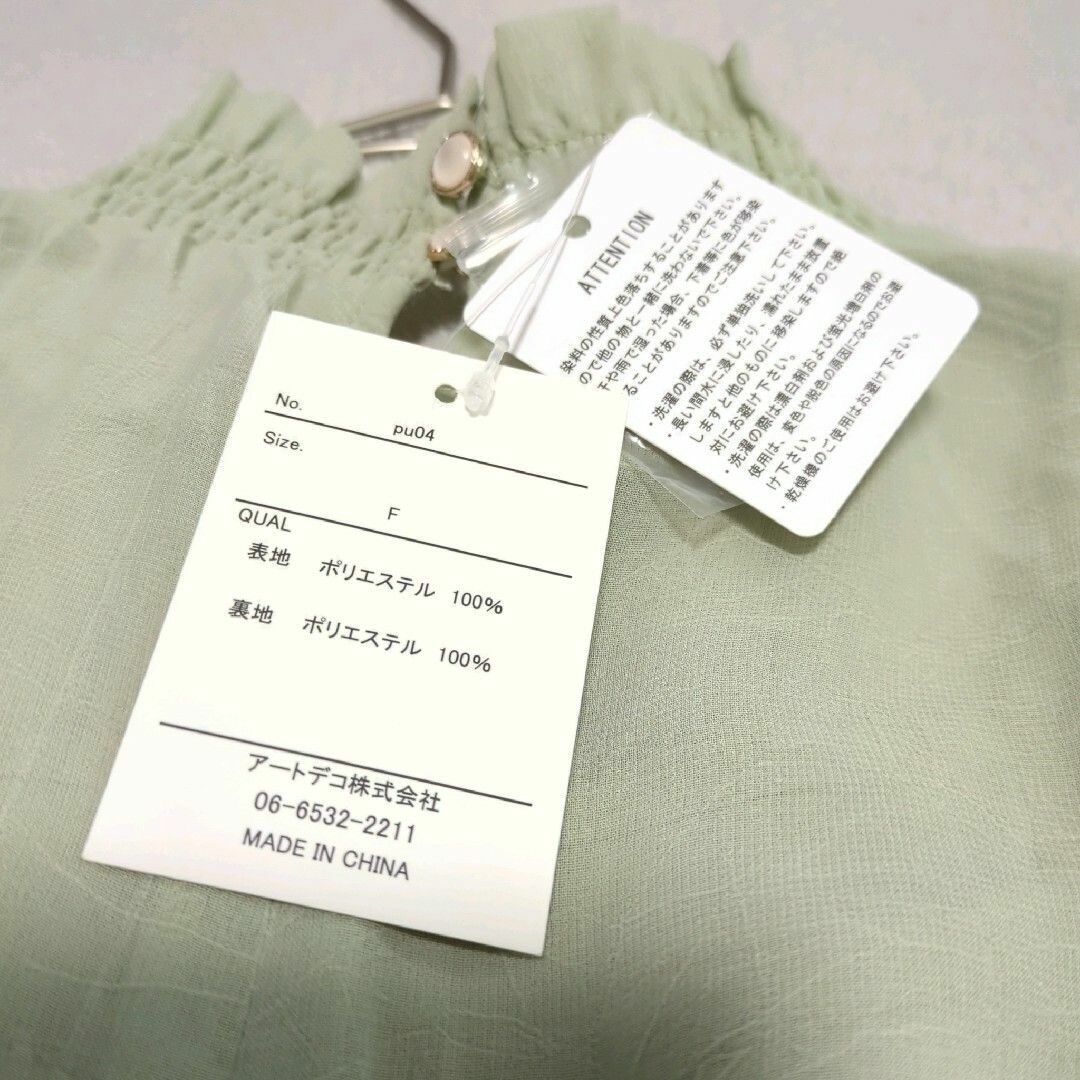 No.
pu04
Size.
F
QUAL
表地 ポリエステル 100%
裏地 ポリエステル 100%
アートデコ株式会社
06-6532-2211
MADE IN CHINA
ATTENTION
染料の性質上色落ちすることがあります
ので他の物と一緒に洗わないで下さい。
や雨で湿った場合、下着等に色が移染
ることがありますのでご注意下さい。
・洗濯の際は、必ず単独洗いして下さい。
・長い間水に浸したり、濡れたまま放置
しますと他のものに移染しますので絶
対にお避け下さい。
・洗濯の際は漂白剤および蛍光増白剤の
使用は、変色や脱色の原因になるのでお避
け下さい。
・乾燥機のご使用はお避け下さい。